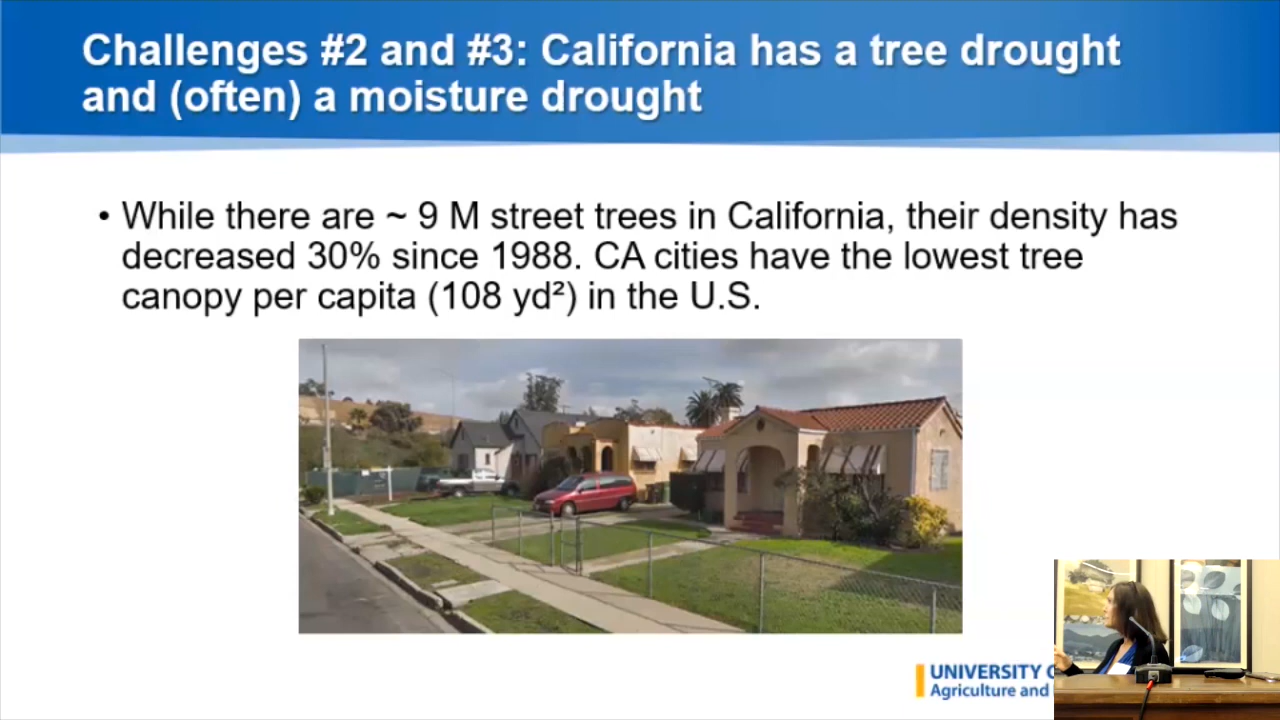 Challenges #2 and #3: California has a tree drought
and (often) a moisture drought
• While there are ~ 9 M street trees in California, their density has
decreased 30% since 1988. CA cities have the lowest tree
canopy per capita (108 yd²) in the U.S.
UNIVERSITY
Agriculture and